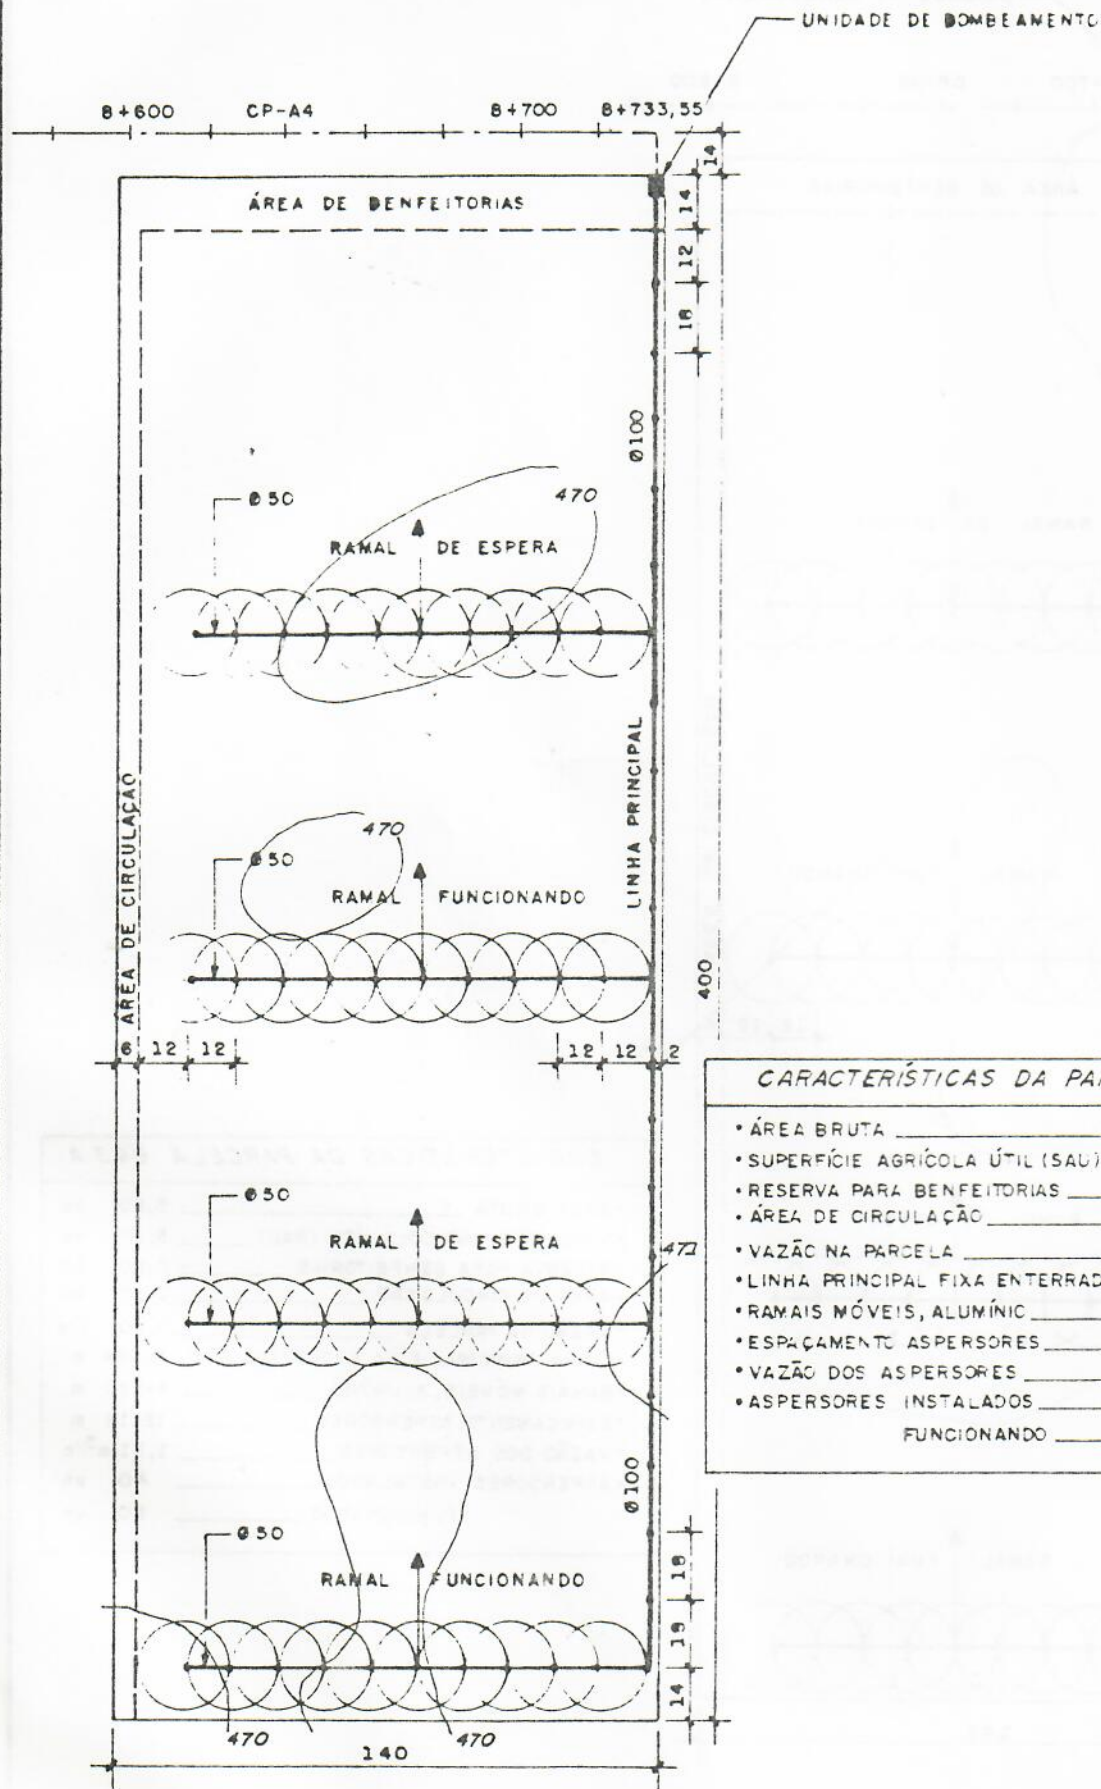 UNIDADE DE BOMBEAMENTO
8+600 CP-A4 8+700 8+733,55
14
ÁREA DE BENFEITORIAS
14
12
18
Ø100
Ø50
470
RAMAL DE ESPERA
LINHA PRINCIPAL
ÁREA DE CIRCULAÇÃO
470
Ø50
RAMAL FUNCIONANDO
400
6 12 12 12 12 2
CARACTERÍSTICAS DA PA
• ÁREA BRUTA
• SUPERFÍCIE AGRÍCOLA ÚTIL (SAU)
• RESERVA PARA BENFEITORIAS
• ÁREA DE CIRCULAÇÃO
• VAZÃO NA PARCELA
• LINHA PRINCIPAL FIXA ENTERRAD
• RAMAIS MÓVEIS, ALUMÍNIO
• ESPAÇAMENTO ASPERSORES
• VAZÃO DOS ASPERSORES
• ASPERSORES INSTALADOS
FUNCIONANDO
Ø50
RAMAL DE ESPERA
Ø100
Ø50
RAMAL FUNCIONANDO
18
18
14
470 470
140